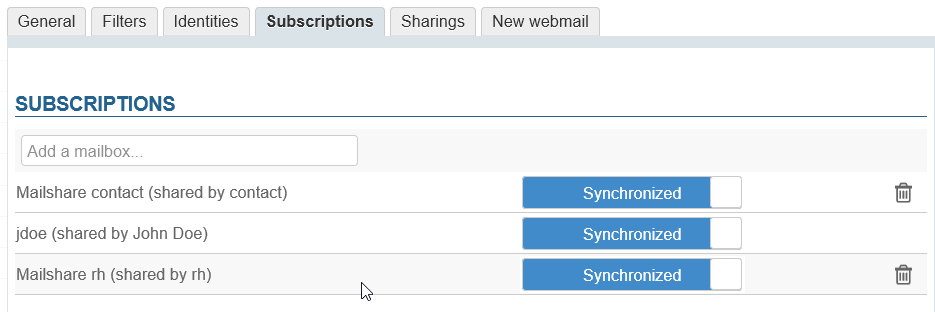 General Filters Identities Subscriptions Sharings New webmail
SUBSCRIPTIONS
Add a mailbox...
Mailshare contact (shared by contact) Synchronized
jdoe (shared by John Doe) Synchronized
Mailshare rh (shared by rh) Synchronized